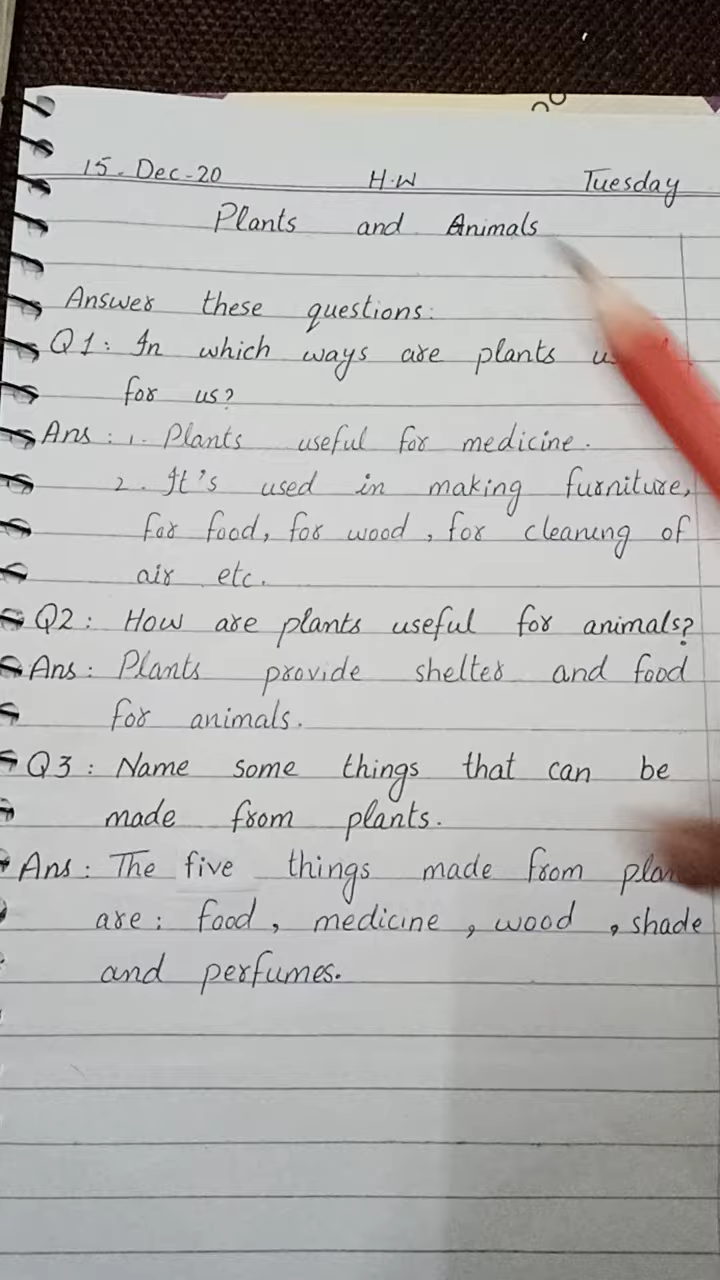 15-Dec-20 H.W Tuesday
Plants and Animals
Answer these questions:
Q1: In which ways are plants
for us?
Ans: 1. Plants useful for medicine.
2. It's used in making furniture,
for food, for wood, for cleaning of
air etc.
Q2: How are plants useful for animals?
Ans: Plants provide shelter and food
for animals.
Q3: Name some things that can be
made from plants.
Ans: The five things made from
are: food, medicine, wood, shade
and perfumes.